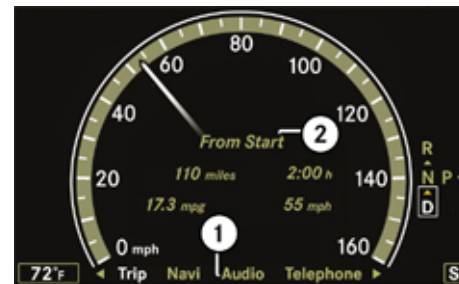 80
60
100
40
120
2
From Start
R
20
110 miles
2:00 h
140
N P
17.3 mpg
55 mph
D
1
0 mph
160
72°F
Trip Navi Audio Telephone
S